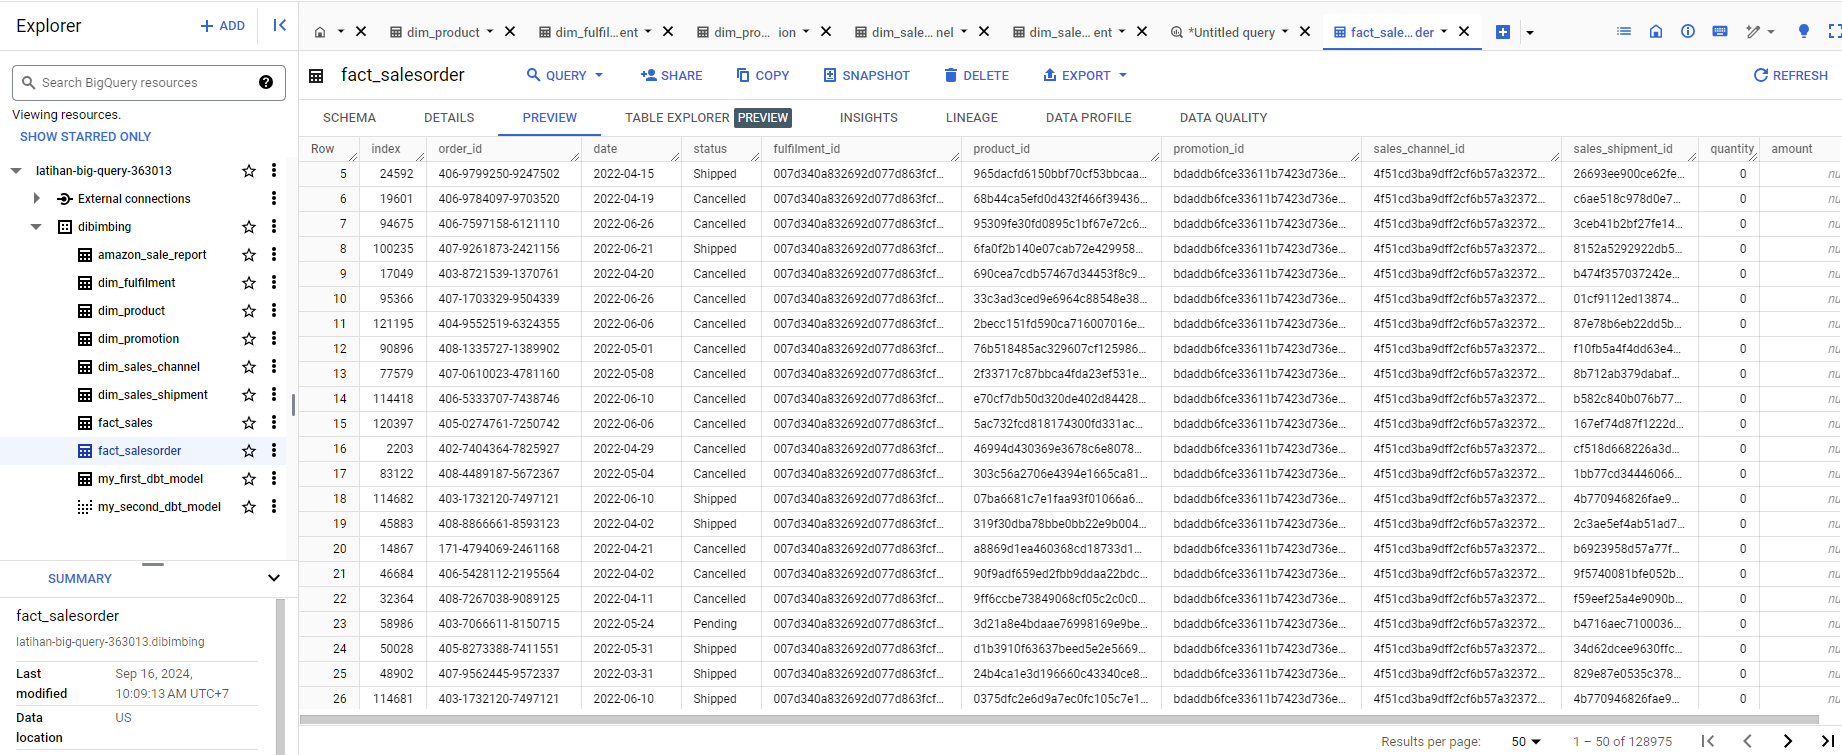 Explorer
+ ADD
Search BigQuery resources
Viewing resources.
SHOW STARRED ONLY
latihan-big-query-363013
External connections
dibimbing
amazon_sale_report
dim_fulfilment
dim_product
dim_promotion
dim_sales_channel
dim_sales_shipment
fact_sales
fact_salesorder
my_first_dbt_model
my_second_dbt_model
SUMMARY
fact_salesorder
latihan-big-query-363013.dibimbing
Last modified Sep 16, 2024, 10:09:13 AM UTC+7
Data location US
dim_product dim_fulfil…ent dim_pro… ion dim_sale…nel dim_sale…ent *Untitled query fact_sale…der
fact_salesorder QUERY SHARE COPY SNAPSHOT DELETE EXPORT REFRESH
SCHEMA DETAILS PREVIEW TABLE EXPLORER PREVIEW INSIGHTS LINEAGE DATA PROFILE DATA QUALITY
Row index order_id date status fulfilment_id product_id promotion_id sales_channel_id sales_shipment_id quantity amount
5 24592 406-9799250-9247502 2022-04-15 Shipped 007d340a832692d077d863fcf… 965dacfd6150bbf70cf53bbcaa… bdaddb6fce33611b7423d736e… 4f51cd3ba9dff2cf6b57a32372… 26693ee900ce62fe… 0 nu
6 19601 406-9784097-9703520 2022-04-19 Cancelled 007d340a832692d077d863fcf… 68b44ca5efd0d432f466f39436… bdaddb6fce33611b7423d736e… 4f51cd3ba9dff2cf6b57a32372… c6ae518c978d0e7… 0 nu
7 94675 406-7597158-6121110 2022-06-26 Cancelled 007d340a832692d077d863fcf… 95309fe30fd0895c1bf67e72c6… bdaddb6fce33611b7423d736e… 4f51cd3ba9dff2cf6b57a32372… 3ceb41b2bf27fe14… 0 nu
8 100235 407-9261873-2421156 2022-06-21 Shipped 007d340a832692d077d863fcf… 6fa0f2b140e07cab72e429958… bdaddb6fce33611b7423d736e… 4f51cd3ba9dff2cf6b57a32372… 8152a5292922db5… 0 nu
9 17049 403-8721539-1370761 2022-04-20 Cancelled 007d340a832692d077d863fcf… 690cea7cdb57467d34453f8c9… bdaddb6fce33611b7423d736e… 4f51cd3ba9dff2cf6b57a32372… b474f357037242e… 0 nu
10 95366 407-1703329-9504339 2022-06-26 Cancelled 007d340a832692d077d863fcf… 33c3ad3ced9e6964c88548e38… bdaddb6fce33611b7423d736e… 4f51cd3ba9dff2cf6b57a32372… 01cf9112ed13874… 0 nu
11 121195 404-9552519-6324355 2022-06-06 Cancelled 007d340a832692d077d863fcf… 2becc151fd590ca716007016e… bdaddb6fce33611b7423d736e… 4f51cd3ba9dff2cf6b57a32372… 87e78b6eb22dd5b… 0 nu
12 90896 408-1335727-1389902 2022-05-01 Cancelled 007d340a832692d077d863fcf… 76b518485ac329607cf125986… bdaddb6fce33611b7423d736e… 4f51cd3ba9dff2cf6b57a32372… f10fb5a4f4dd63e4… 0 nu
13 77579 407-0610023-4781160 2022-05-08 Cancelled 007d340a832692d077d863fcf… 2f33717c87bbca4fda23ef531e… bdaddb6fce33611b7423d736e… 4f51cd3ba9dff2cf6b57a32372… 8b712ab379dabaf… 0 nu
14 114418 406-5333707-7438746 2022-06-10 Cancelled 007d340a832692d077d863fcf… e70cf7db50d320de402d84428… bdaddb6fce33611b7423d736e… 4f51cd3ba9dff2cf6b57a32372… b582c840b076b77… 0 nu
15 120397 405-0274761-7250742 2022-06-06 Cancelled 007d340a832692d077d863fcf… 5ac732fcd818174300fd331ac… bdaddb6fce33611b7423d736e… 4f51cd3ba9dff2cf6b57a32372… 167ef74d87f1222d… 0 nu
16 2203 402-7404364-7825927 2022-04-29 Cancelled 007d340a832692d077d863fcf… 46994d430369e3678c6e8078… bdaddb6fce33611b7423d736e… 4f51cd3ba9dff2cf6b57a32372… cf518d668226a3d… 0 nu
17 83122 408-4489187-5672367 2022-05-04 Cancelled 007d340a832692d077d863fcf… 303c56a2706e4394e1665ca81… bdaddb6fce33611b7423d736e… 4f51cd3ba9dff2cf6b57a32372… 1bb77cd34446066… 0 nu
18 114682 403-1732120-7497121 2022-06-10 Shipped 007d340a832692d077d863fcf… 07ba6681c7e1faa93f01066a6… bdaddb6fce33611b7423d736e… 4f51cd3ba9dff2cf6b57a32372… 4b770946826fae9… 0 nu
19 45883 408-8866661-8593123 2022-04-02 Shipped 007d340a832692d077d863fcf… 319f30dba78bbe0bb22e9b004… bdaddb6fce33611b7423d736e… 4f51cd3ba9dff2cf6b57a32372… 2c3ae5ef4ab51ad7… 0 nu
20 14867 171-4794069-2461168 2022-04-21 Cancelled 007d340a832692d077d863fcf… a8869d1ea460368cd18733d1… bdaddb6fce33611b7423d736e… 4f51cd3ba9dff2cf6b57a32372… b6923958d57a77f… 0 nu
21 46684 406-5428112-2195564 2022-04-02 Cancelled 007d340a832692d077d863fcf… 90f9adf659ed2fbb9ddaa22bdc… bdaddb6fce33611b7423d736e… 4f51cd3ba9dff2cf6b57a32372… 9f5740081bfe052b… 0 nu
22 32364 408-7267038-9089125 2022-04-11 Cancelled 007d340a832692d077d863fcf… 9ff6ccbe73849068cf05c2c0c0… bdaddb6fce33611b7423d736e… 4f51cd3ba9dff2cf6b57a32372… f59eef25a4e9090b… 0 nu
23 58986 403-7066611-8150715 2022-05-24 Pending 007d340a832692d077d863fcf… 3d21a8e4bdaae76998169e9be… bdaddb6fce33611b7423d736e… 4f51cd3ba9dff2cf6b57a32372… b4716aec7100036… 0 nu
24 50028 405-8273388-7411551 2022-05-31 Shipped 007d340a832692d077d863fcf… d1b3910f63637beed5e2e5669… bdaddb6fce33611b7423d736e… 4f51cd3ba9dff2cf6b57a32372… 34d62dcee9630ffc… 0 nu
25 48902 407-9562445-9572337 2022-03-31 Shipped 007d340a832692d077d863fcf… 24b4ca1e3d196660c43340ce8… bdaddb6fce33611b7423d736e… 4f51cd3ba9dff2cf6b57a32372… 829e87e0535c378… 0 nu
26 114681 403-1732120-7497121 2022-06-10 Shipped 007d340a832692d077d863fcf… 0375dfc2e6d9a7ec0fc105c7e1… bdaddb6fce33611b7423d736e… 4f51cd3ba9dff2cf6b57a32372… 4b770946826fae9… 0 nu
Results per page: 50 1 – 50 of 128975